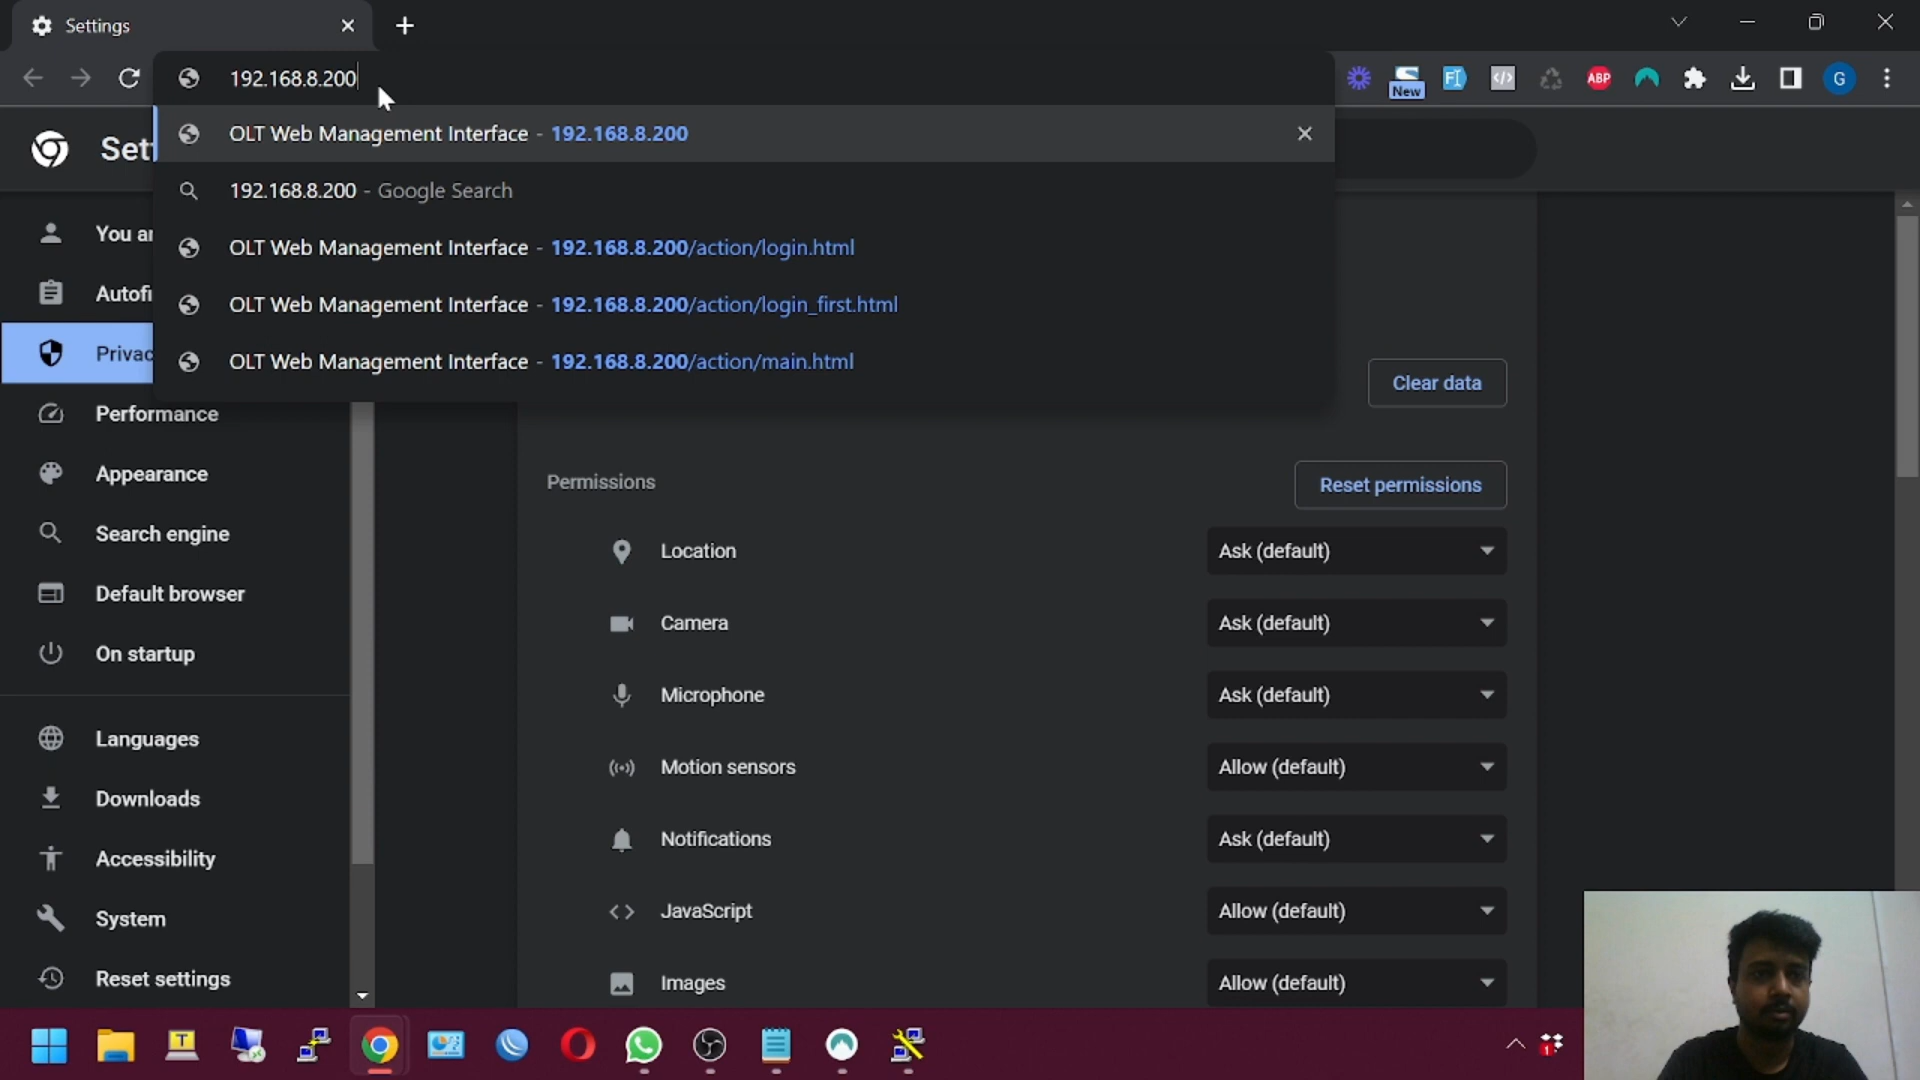 Settings
192.168.8.200
New
ABP
G
OLT Web Management Interface - 192.168.8.200
Sett
192.168.8.200 - Google Search
You a
OLT Web Management Interface - 192.168.8.200/action/login.html
Autofi
OLT Web Management Interface - 192.168.8.200/action/login_first.html
Privac
OLT Web Management Interface - 192.168.8.200/action/main.html
Clear data
Performance
Permissions
Reset permissions
Appearance
Search engine
Location
Ask (default)
Default browser
Camera
Ask (default)
On startup
Microphone
Ask (default)
Languages
Motion sensors
Allow (default)
Downloads
Notifications
Ask (default)
Accessibility
JavaScript
Allow (default)
System
Reset settings
Images
Allow (default)
T
1